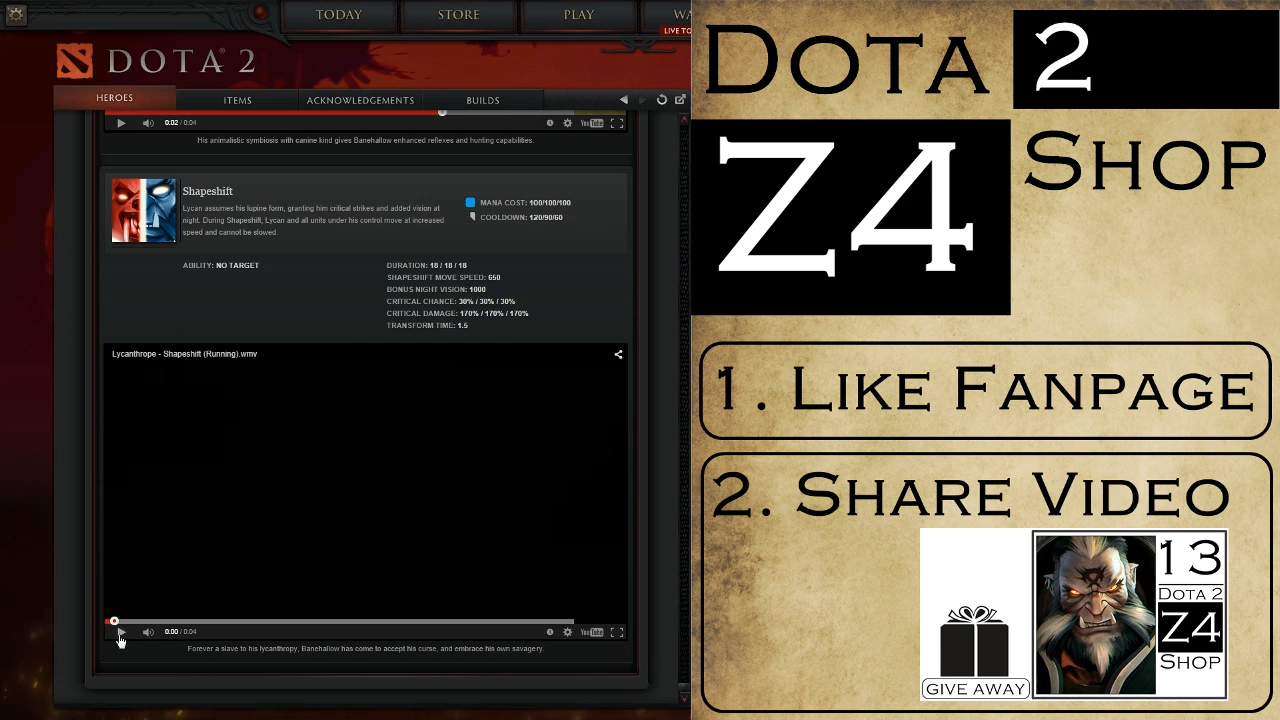 TODAY
STORE
PLAY
WA
LIVE TO
DOTA 2
HEROES
ITEMS
ACKNOWLEDGEMENTS
BUILDS
0:02 / 0:04
YouTube
His animalistic symbiosis with canine kind gives Banehallow enhanced reflexes and hunting capabilities.
Shapeshift
Lycan assumes his lupine form, granting him critical strikes and added vision at
night. During Shapeshift, Lycan and all units under his control move at increased
speed and cannot be slowed.
MANA COST: 100/100/100
COOLDOWN: 120/90/60
ABILITY: NO TARGET
DURATION: 18 / 18 / 18
SHAPESHIFT MOVE SPEED: 650
BONUS NIGHT VISION: 1000
CRITICAL CHANCE: 30% / 30% / 30%
CRITICAL DAMAGE: 170% / 170% / 170%
TRANSFORM TIME: 1.5
Lycanthrope - Shapeshift (Running).wmv
0:00 / 0:04
YouTube
Forever a slave to his lycanthropy, Banehallow has come to accept his curse, and embrace his own savagery.
DOTA 2
Z4 SHOP
1. LIKE FANPAGE
2. SHARE VIDEO
GIVE AWAY
13
DOTA 2
Z4
SHOP